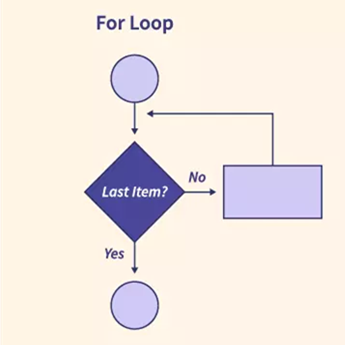 For Loop
Last Item?
No
Yes